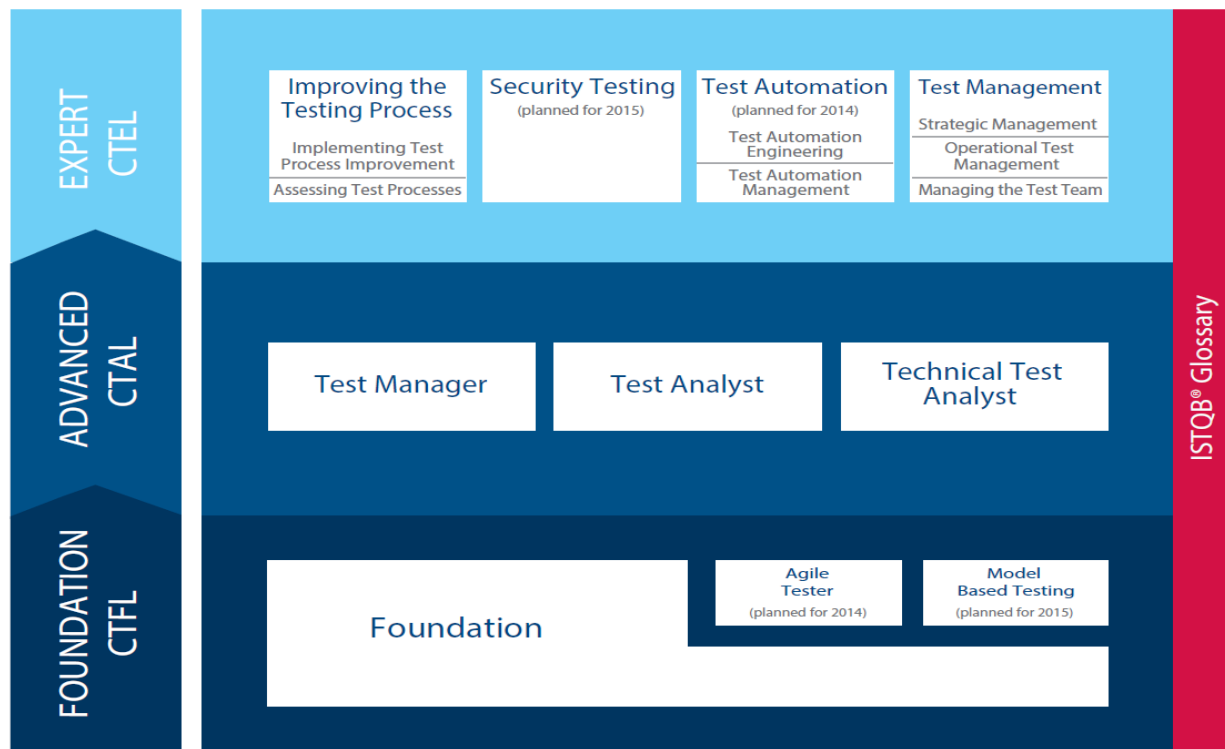 EXPERT
CTEL
Improving the
Testing Process
Implementing Test
Process Improvement
Assessing Test Processes
Security Testing
(planned for 2015)
Test Automation
(planned for 2014)
Test Automation
Engineering
Test Automation
Management
Test Management
Strategic Management
Operational Test
Management
Managing the Test Team
ADVANCED
CTAL
Test Manager
Test Analyst
Technical Test
Analyst
FOUNDATION
CTFL
Foundation
Agile
Tester
(planned for 2014)
Model
Based Testing
(planned for 2015)
ISTQB® Glossary